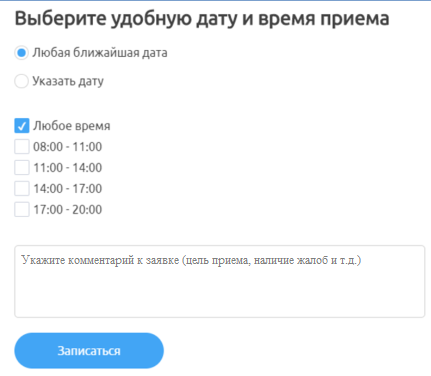 Выберите удобную дату и время приема
Любая ближайшая дата
Указать дату
Любое время
08:00 - 11:00
11:00 - 14:00
14:00 - 17:00
17:00 - 20:00
Укажите комментарий к заявке (цель приема, наличие жалоб и т.д.)
Записаться